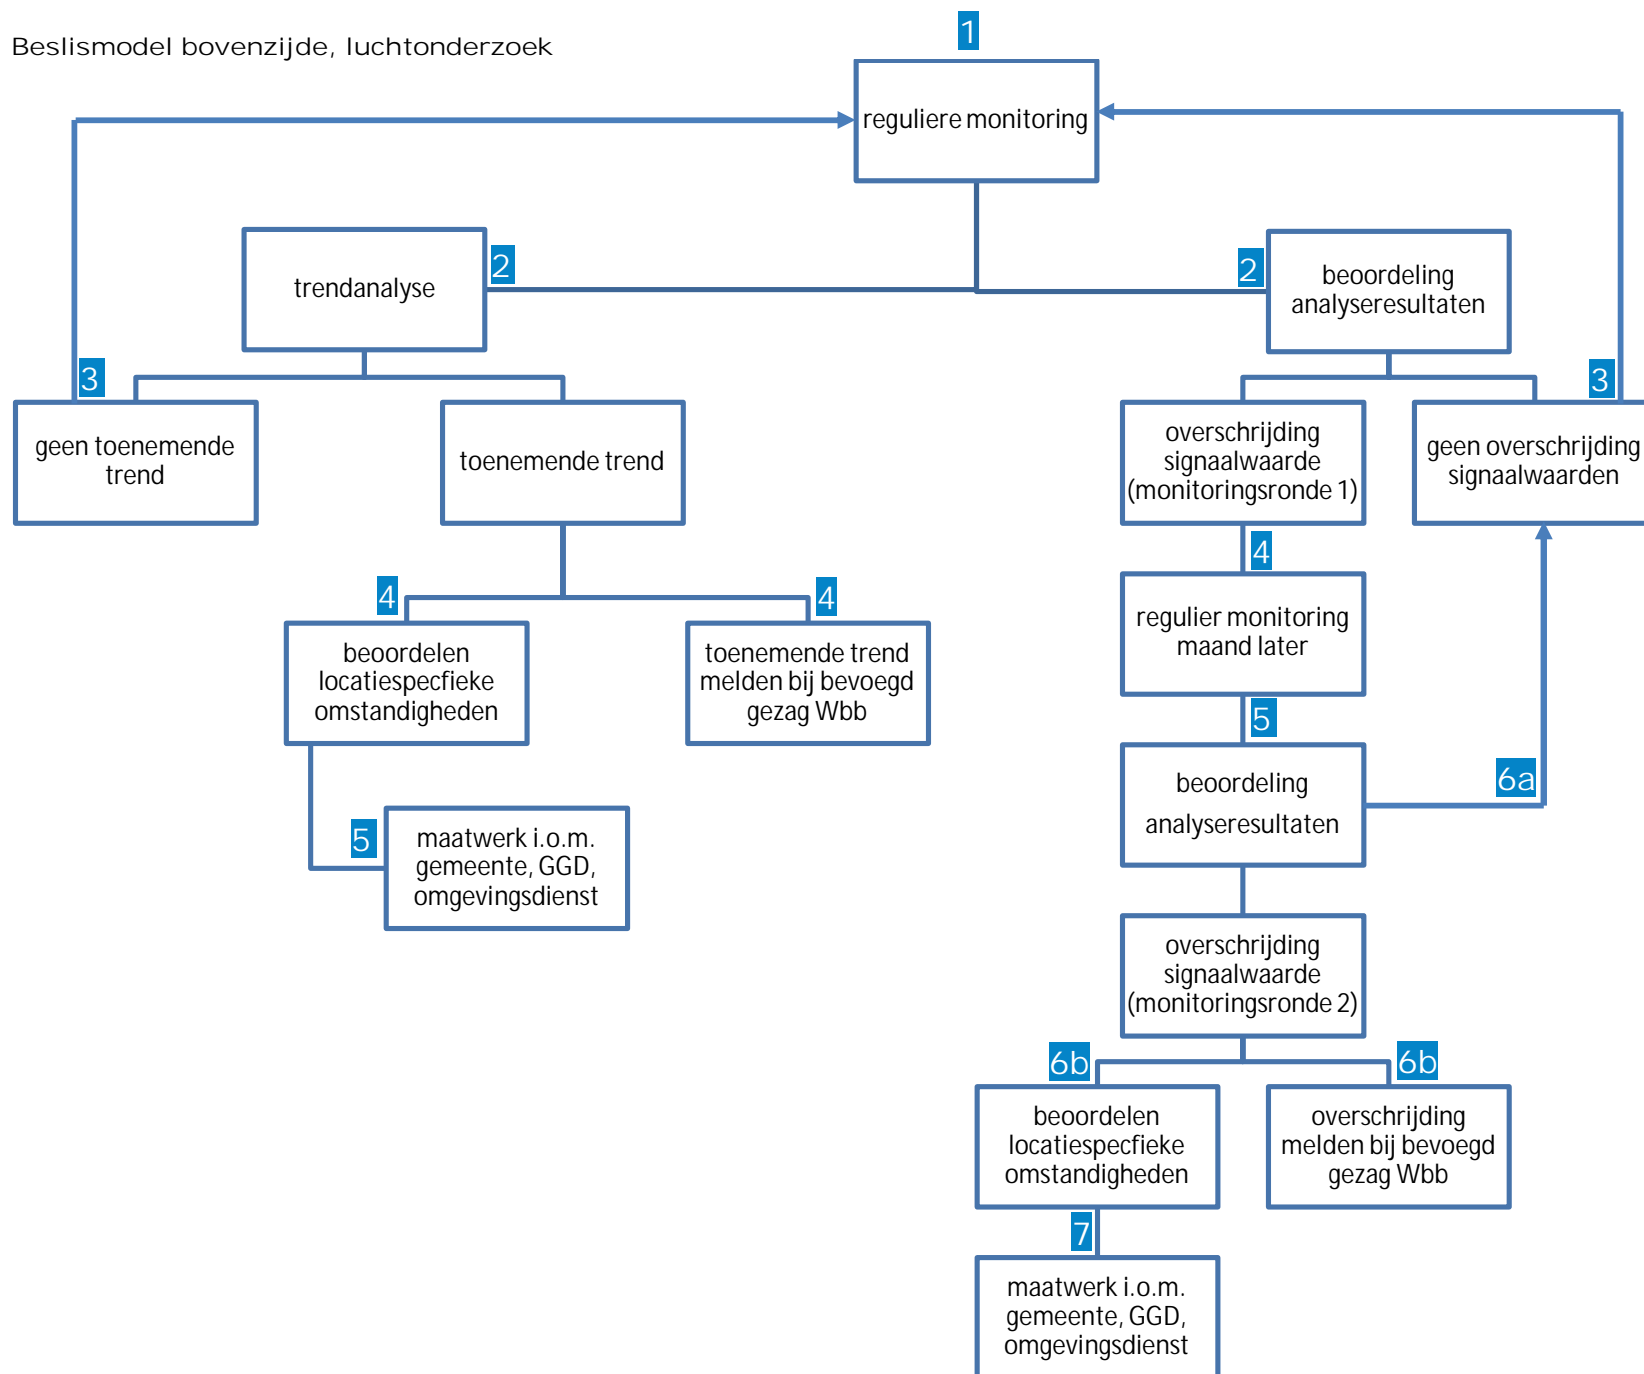 Beslismodel bovenzijde, luchtonderzoek
1
reguliere monitoring
2
trendanalyse
2
beoordeling
analyseresultaten
3
geen toenemende
trend
toenemende trend
overschrijding
signaalwaarde
(monitoringsronde 1)
3
geen overschrijding
signaalwaarden
4
beoordelen
locatiespecfieke
omstandigheden
4
toenemende trend
melden bij bevoegd
gezag Wbb
4
regulier monitoring
maand later
5
maatwerk i.o.m.
gemeente, GGD,
omgevingsdienst
5
beoordeling
analyseresultaten
6a
overschrijding
signaalwaarde
(monitoringsronde 2)
6b
beoordelen
locatiespecfieke
omstandigheden
6b
overschrijding
melden bij bevoegd
gezag Wbb
7
maatwerk i.o.m.
gemeente, GGD,
omgevingsdienst